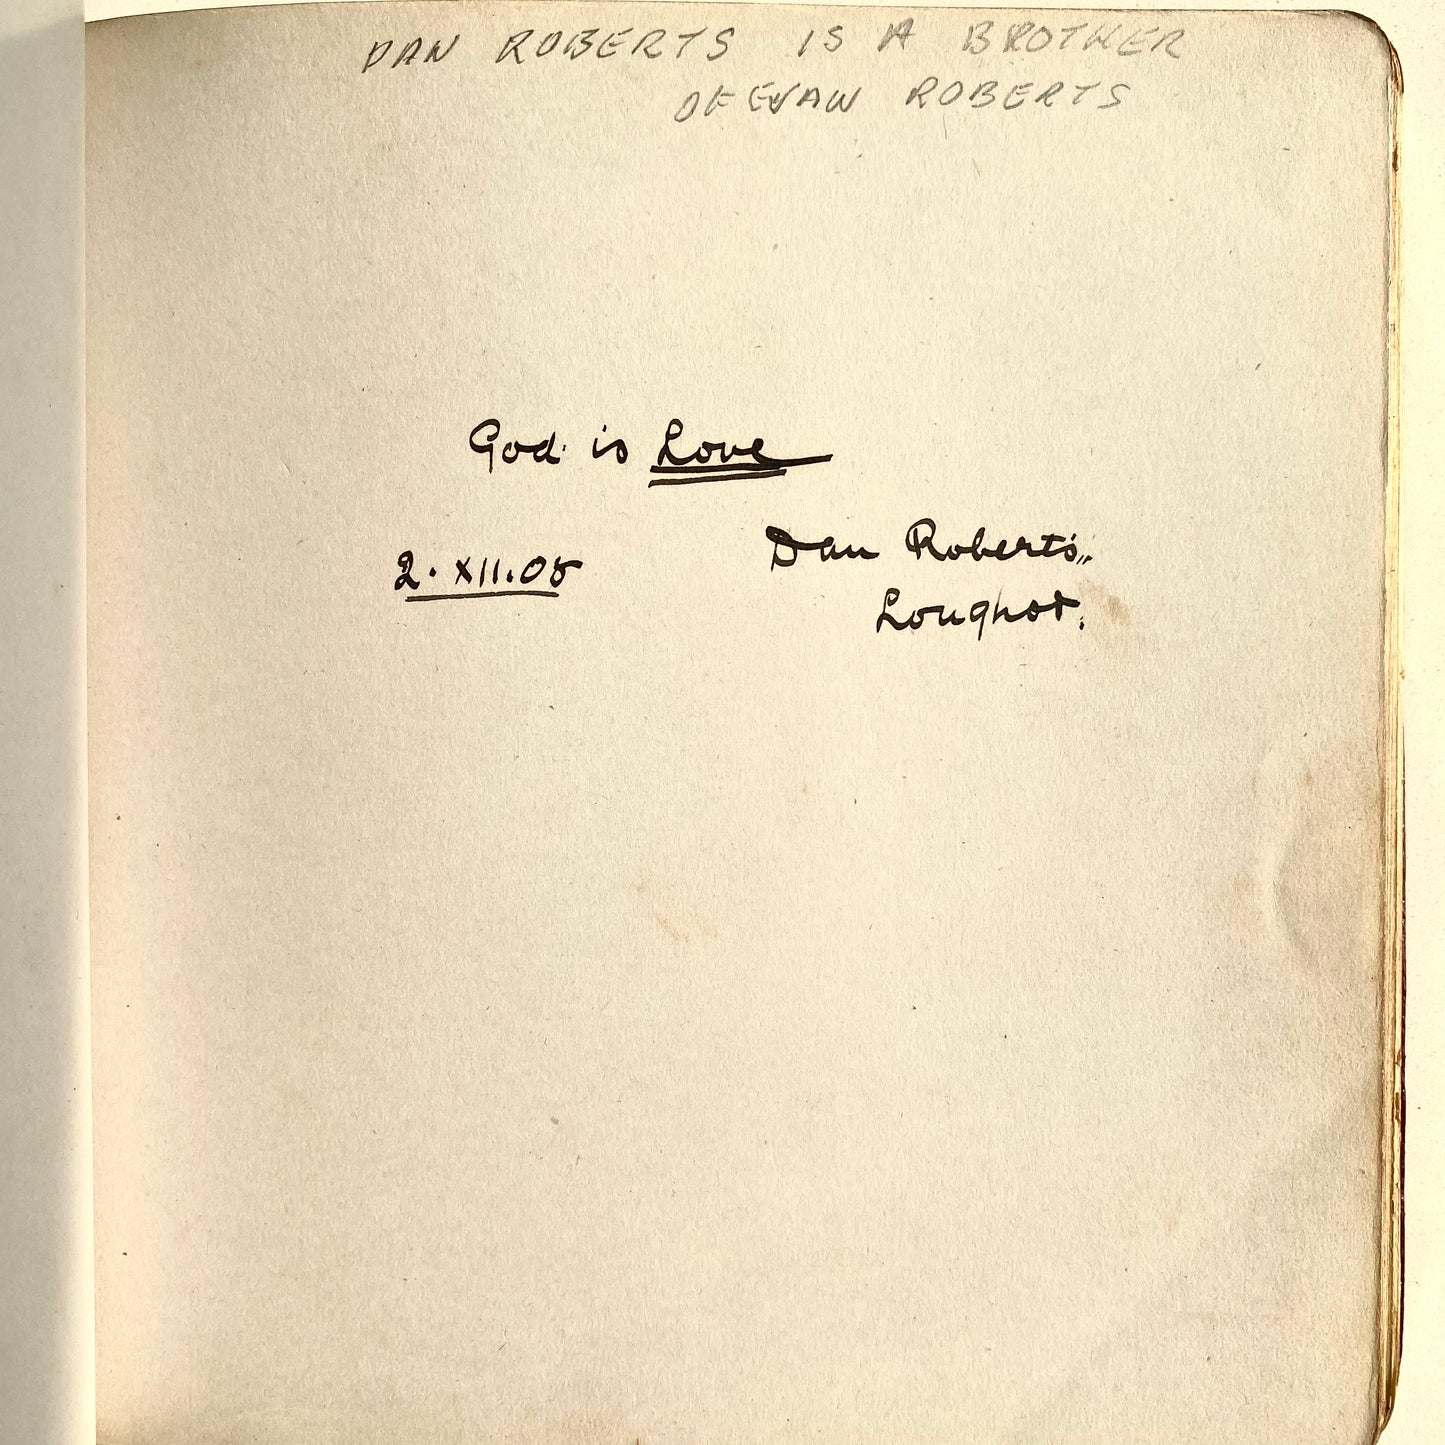 DAN ROBERTS IS A BROTHER
OF EVAN ROBERTS
God is Love
Dan Roberts,,
2. XII. 05
Loughor.